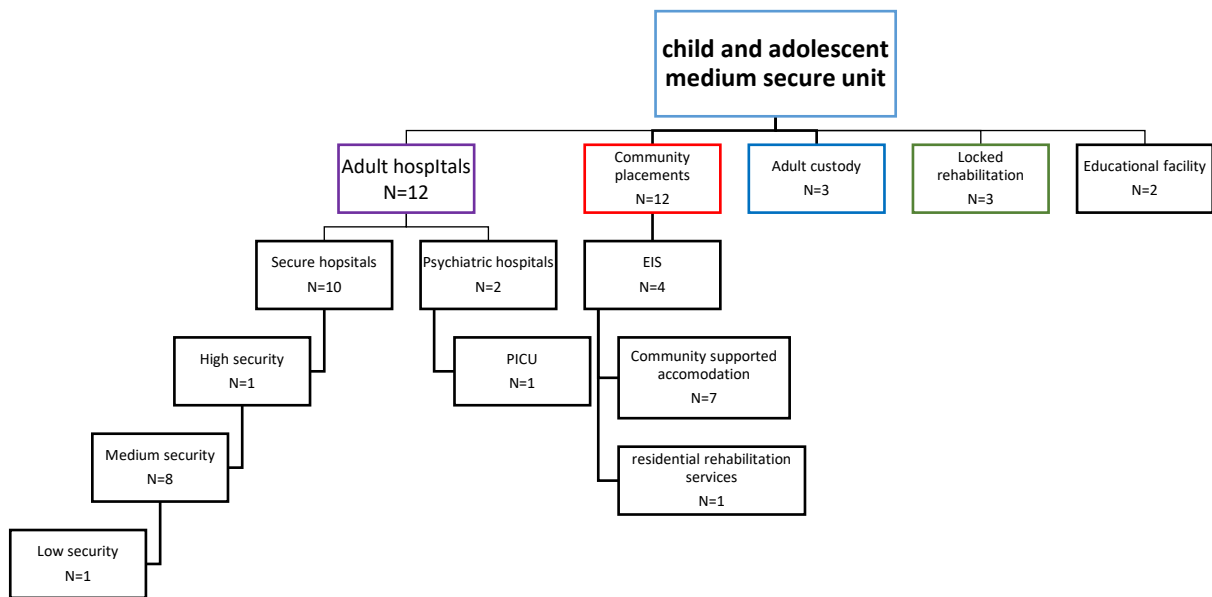 child and adolescent
medium secure unit
Adult hospItals
N=12
Community
placements
N=12
Adult custody
N=3
Locked
rehabilitation
N=3
Educational facility
N=2
Secure hopsitals
N=10
Psychiatric hospitals
N=2
EIS
N=4
High security
N=1
PICU
N=1
Community supported
accomodation
N=7
Medium security
N=8
residential rehabilitation
services
N=1
Low security
N=1